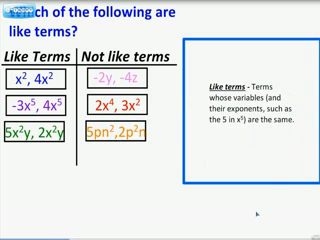 Which of the following are
like terms?
Like Terms
Not like terms
x², 4x²
-2y, -4z
-3x⁵, 4x⁵
2x⁴, 3x²
5x²y, 2x²y
5pn²,2p²n
Like terms - Terms
whose variables (and
their exponents, such as
the 5 in x⁵) are the same.